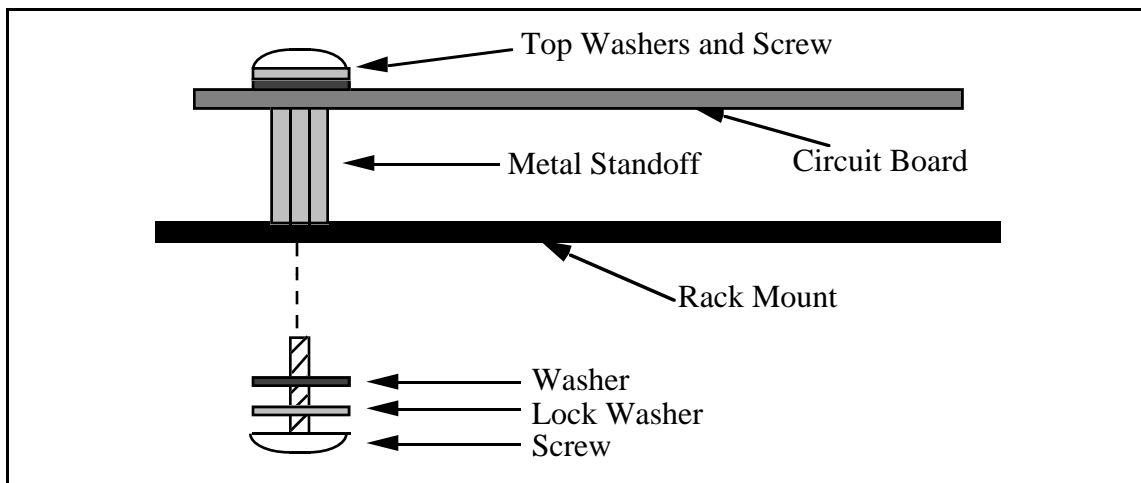 Top Washers and Screw
Circuit Board
Metal Standoff
Rack Mount
Washer
Lock Washer
Screw